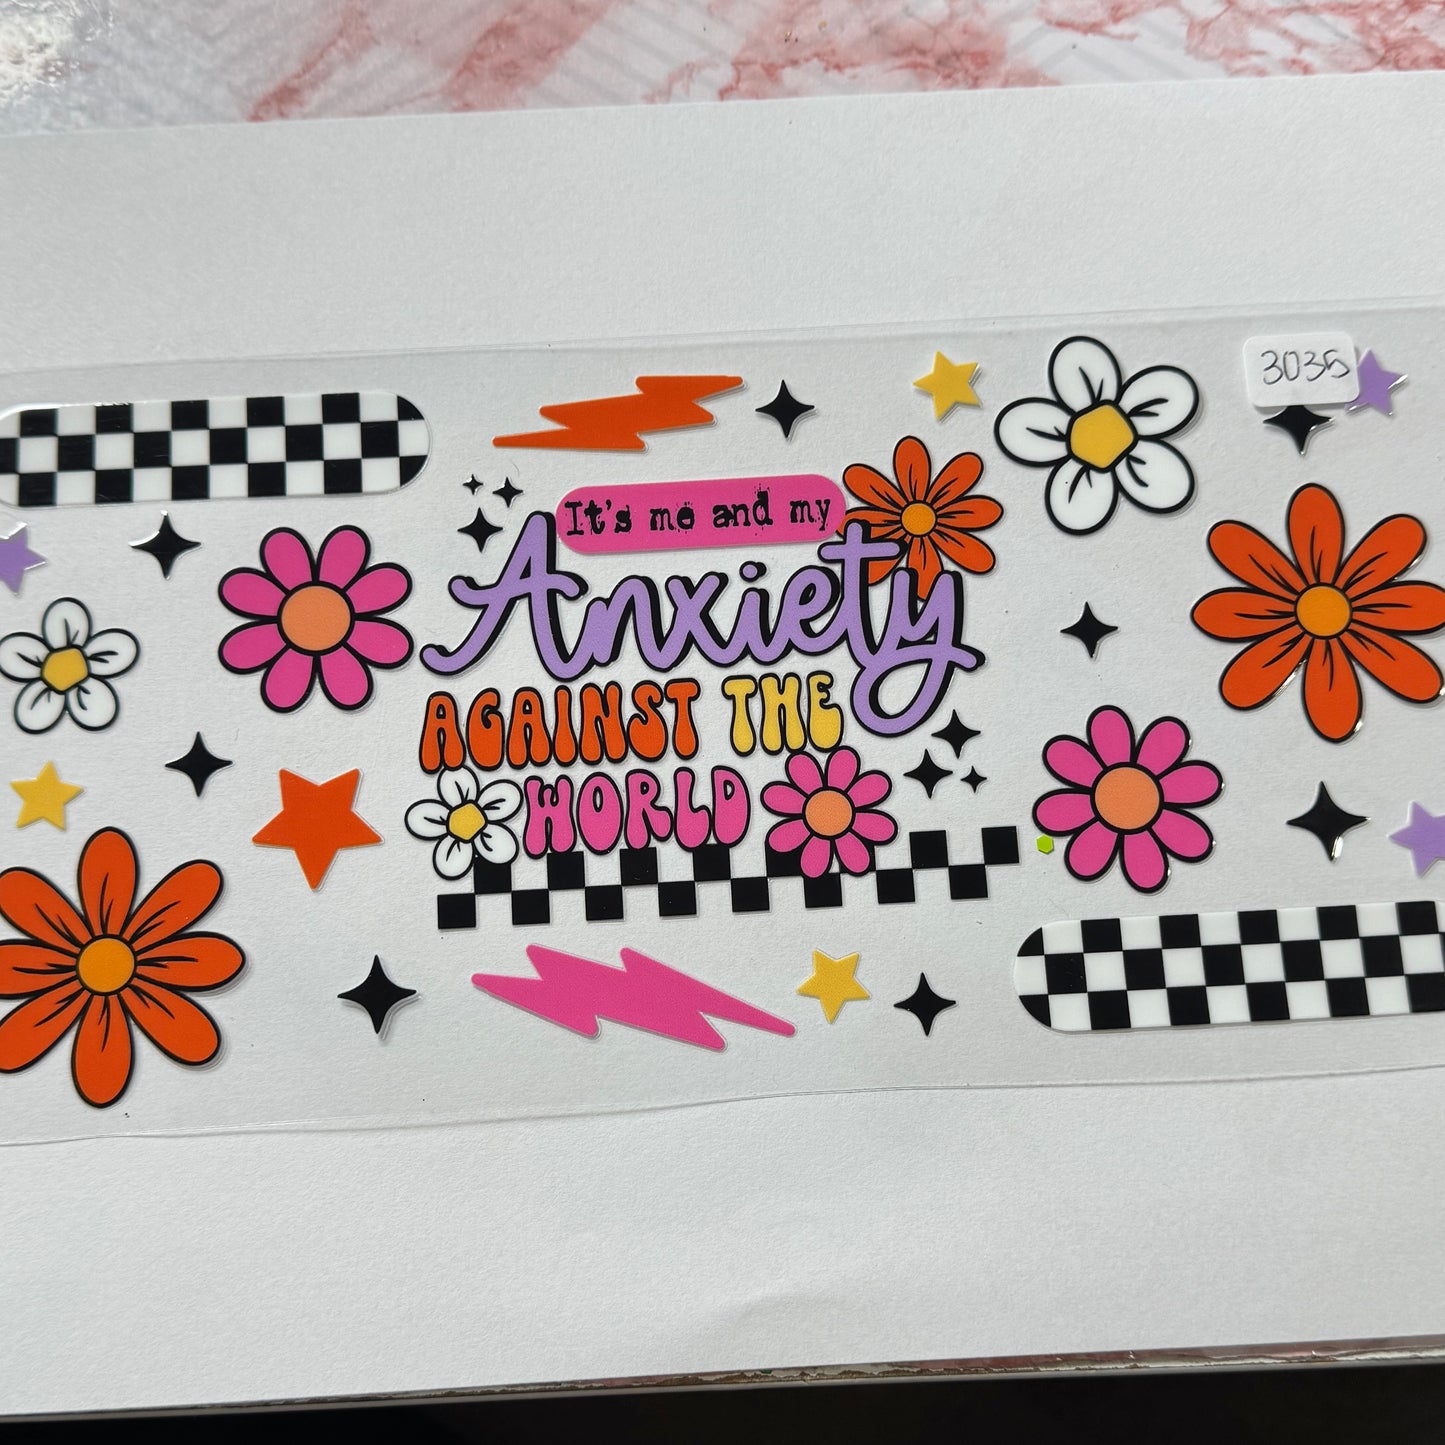 3035
It's me and my
Anxiety
AGAINST THE
WORLD